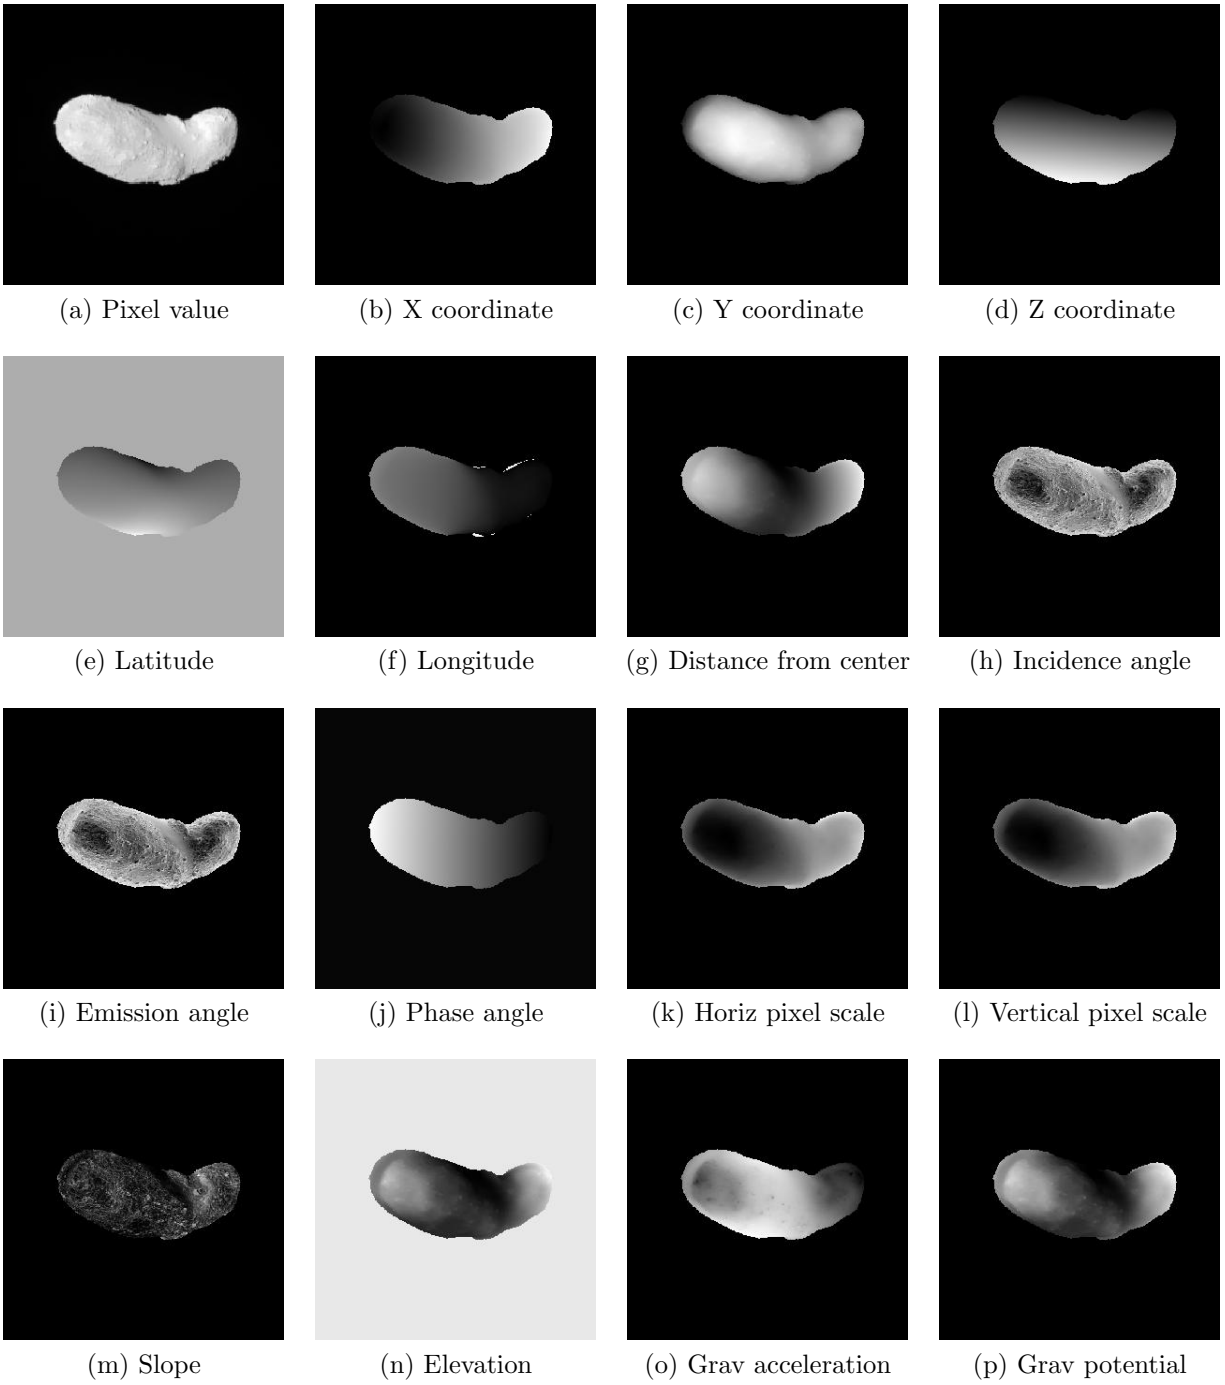 (a) Pixel value
(b) X coordinate
(c) Y coordinate
(d) Z coordinate
(e) Latitude
(f) Longitude
(g) Distance from center
(h) Incidence angle
(i) Emission angle
(j) Phase angle
(k) Horiz pixel scale
(l) Vertical pixel scale
(m) Slope
(n) Elevation
(o) Grav acceleration
(p) Grav potential